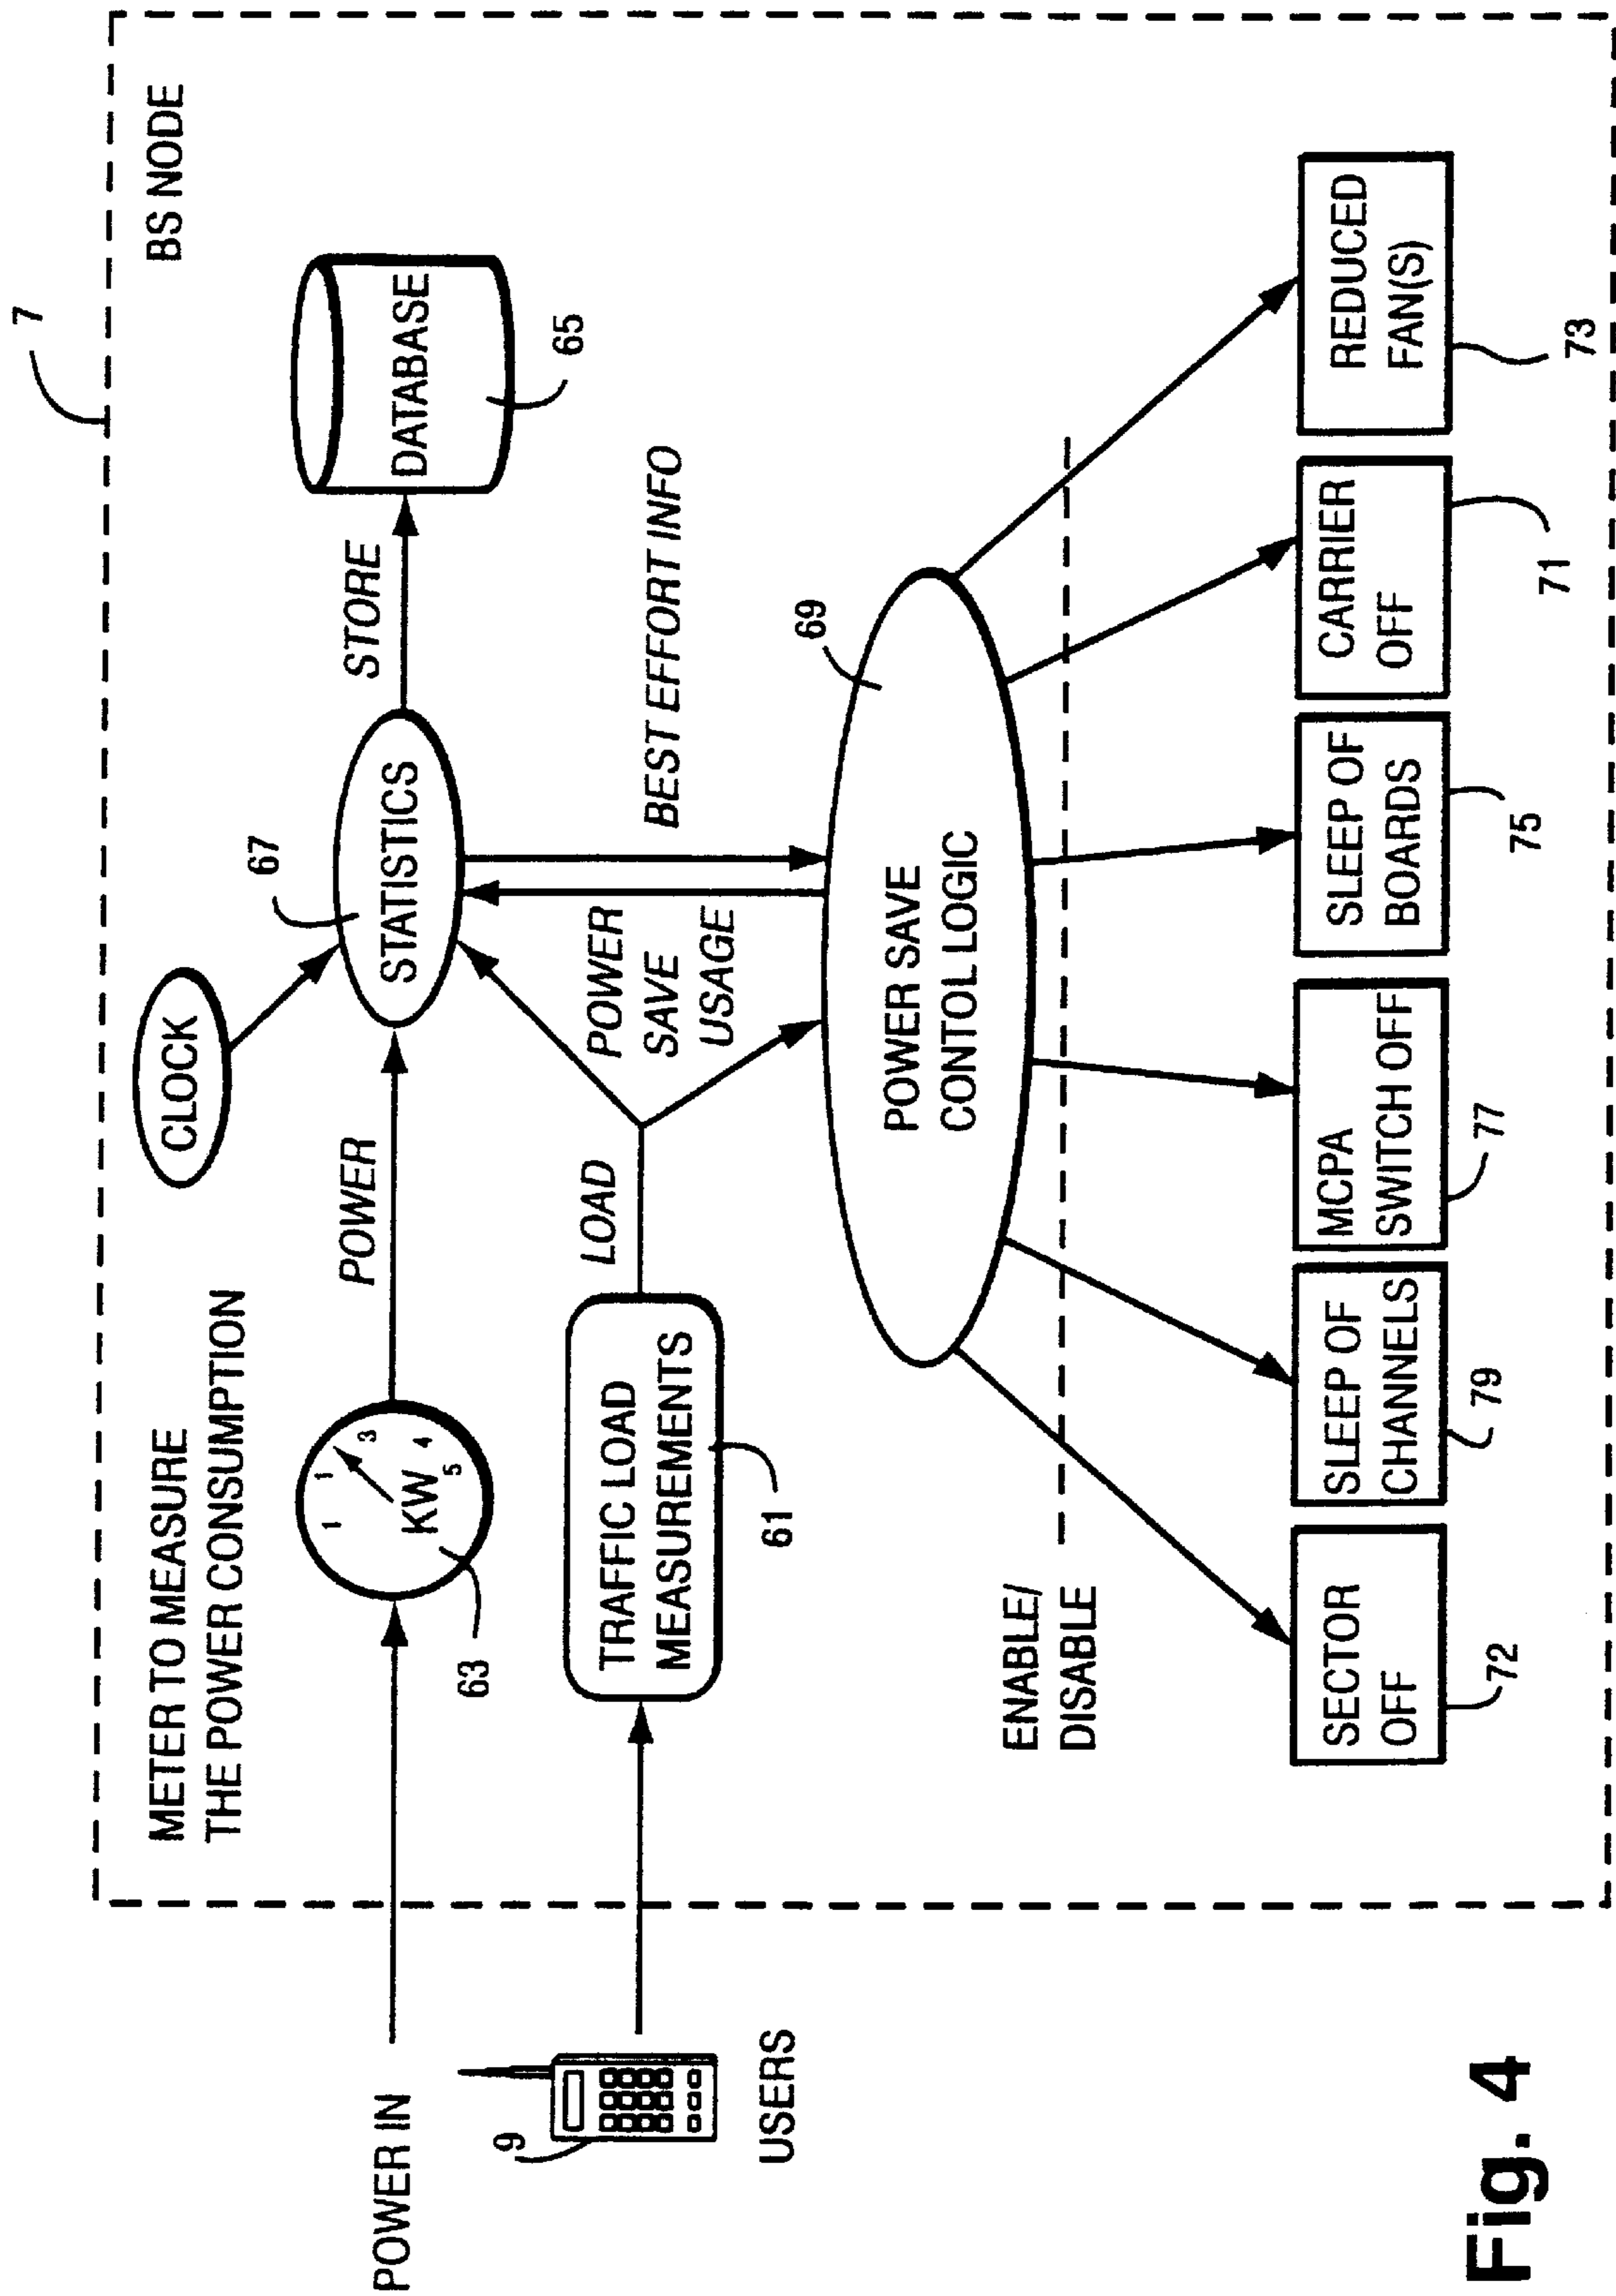 7
BS NODE
METER TO MEASURE
THE POWER CONSUMPTION
CLOCK
67
STATISTICS
STORE
DATABASE
65
POWER IN
1
1
3
4
5
KW
63
POWER
9
USERS
TRAFFIC LOAD
MEASUREMENTS
61
LOAD
POWER
SAVE
USAGE
BEST EFFORT INFO
69
POWER SAVE
CONTOL LOGIC
ENABLE/
DISABLE
SECTOR
OFF
72
SLEEP OF
CHANNELS
79
MCPA
SWITCH OFF
77
SLEEP OF
BOARDS
75
CARRIER
OFF
71
REDUCED
FAN(S)
73
Fig. 4